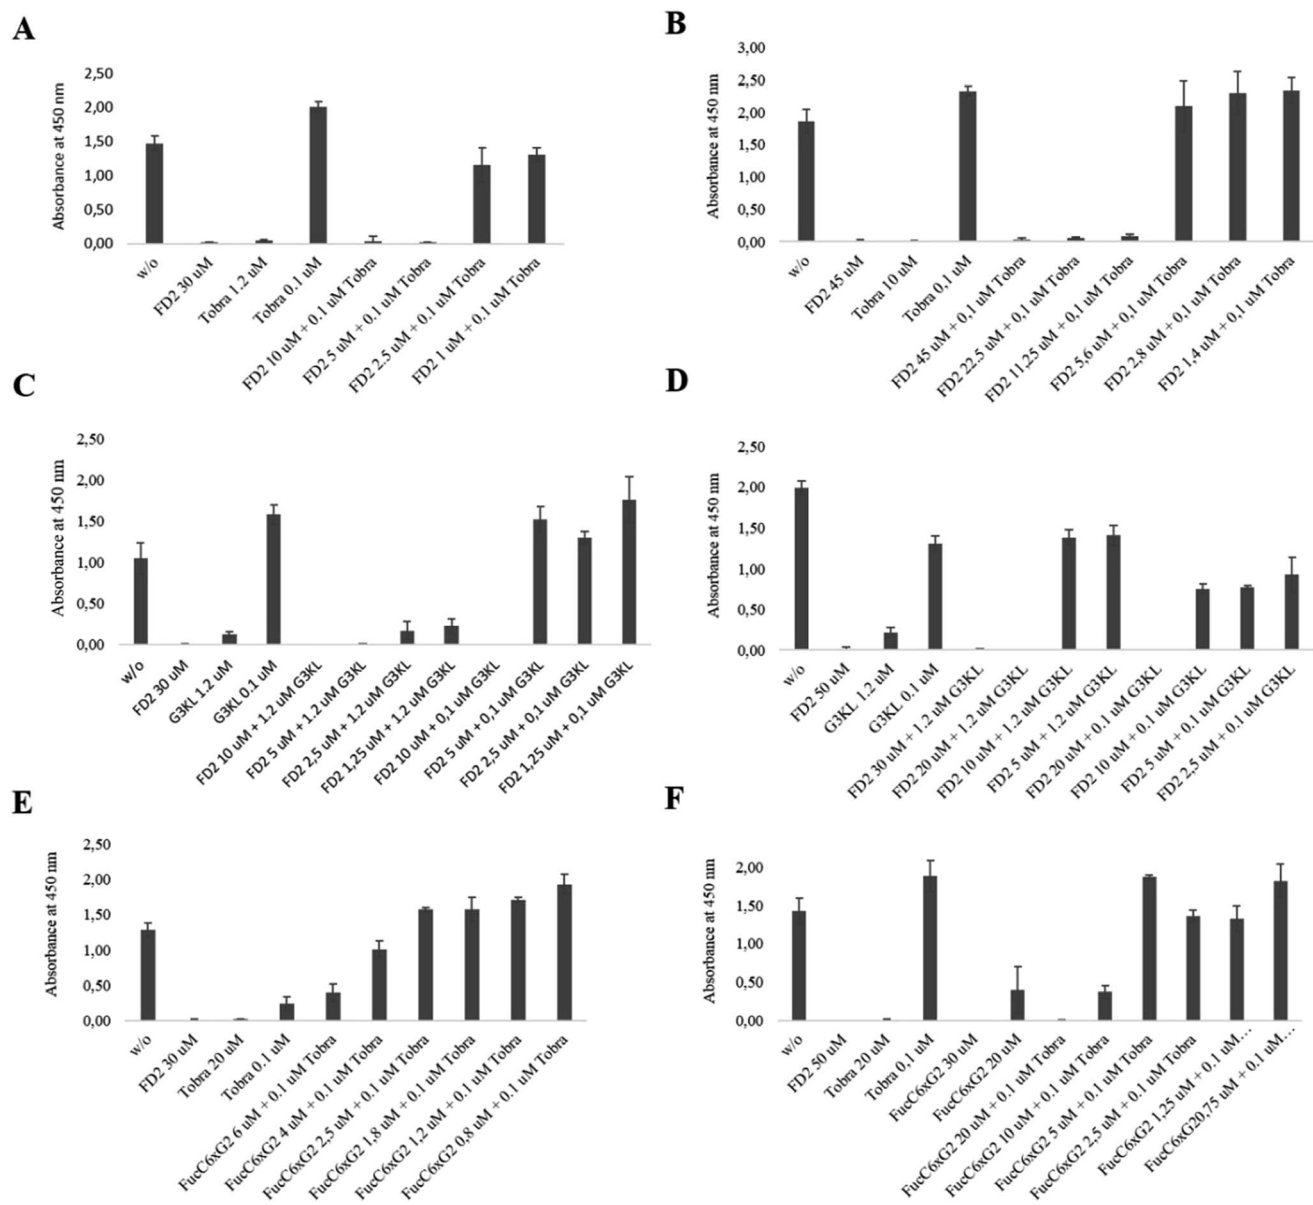 A
Absorbance at 450 nm
2,50
2,00
1,50
1,00
0,50
0,00
w/o
FD2 30 uM
Tobra 1.2 uM
Tobra 0.1 uM
FD2 10 uM + 0.1 uM Tobra
FD2 5 uM + 0.1 uM Tobra
FD2 2.5 uM + 0.1 uM Tobra
FD2 1 uM + 0.1 uM Tobra
B
Absorbance at 450 nm
3,00
2,50
2,00
1,50
1,00
0,50
0,00
w/o
FD2 45 uM
Tobra 10 uM
Tobra 0,1 uM
FD2 45 uM + 0,1 uM Tobra
FD2 22,5 uM + 0,1 uM Tobra
FD2 11,25 uM + 0,1 uM Tobra
FD2 5,6 uM + 0,1 uM Tobra
FD2 2,8 uM + 0,1 uM Tobra
FD2 1,4 uM + 0,1 uM Tobra
C
Absorbance at 450 nm
2,50
2,00
1,50
1,00
0,50
0,00
w/o
FD2 30 uM
G3KL 1.2 uM
G3KL 0.1 uM
FD2 10 uM + 1.2 uM G3KL
FD2 5 uM + 1.2 uM G3KL
FD2 2,5 uM + 1,2 uM G3KL
FD2 1,25 uM + 1,2 uM G3KL
FD2 10 uM + 0,1 uM G3KL
FD2 5 uM + 0,1 uM G3KL
FD2 2,5 uM + 0,1 uM G3KL
FD2 1,25 uM + 0,1 uM G3KL
D
Absorbance at 450 nm
2,50
2,00
1,50
1,00
0,50
0,00
w/o
FD2 50 uM
G3KL 1,2 uM
G3KL 0,1 uM
FD2 30 uM + 1.2 uM G3KL
FD2 20 uM + 1.2 uM G3KL
FD2 10 uM + 1.2 uM G3KL
FD2 5 uM + 1.2 uM G3KL
FD2 20 uM + 0.1 uM G3KL
FD2 10 uM + 0.1 uM G3KL
FD2 5 uM + 0.1 uM G3KL
FD2 2,5 uM + 0.1 uM G3KL
E
Absorbance at 450 nm
2,50
2,00
1,50
1,00
0,50
0,00
w/o
FD2 30 uM
Tobra 20 uM
Tobra 0.1 uM
FucC6xG2 6 uM + 0.1 uM Tobra
FucC6xG2 4 uM + 0.1 uM Tobra
FucC6xG2 2,5 uM + 0.1 uM Tobra
FucC6xG2 1,8 uM + 0.1 uM Tobra
FucC6xG2 1,2 uM + 0.1 uM Tobra
FucC6xG2 0,8 uM + 0.1 uM Tobra
F
Absorbance at 450 nm
2,00
1,50
1,00
0,50
0,00
w/o
FD2 50 uM
Tobra 20 uM
Tobra 0,1 uM
FucC6xG2 30 uM
FucC6xG2 20 uM
FucC6xG2 20 uM + 0.1 uM Tobra
FucC6xG2 10 uM + 0.1 uM Tobra
FucC6xG2 5 uM + 0.1 uM Tobra
FucC6xG2 2,5 uM + 0.1 uM Tobra
FucC6xG2 1,25 uM + 0.1 uM…
FucC6xG20,75 uM + 0.1 uM…